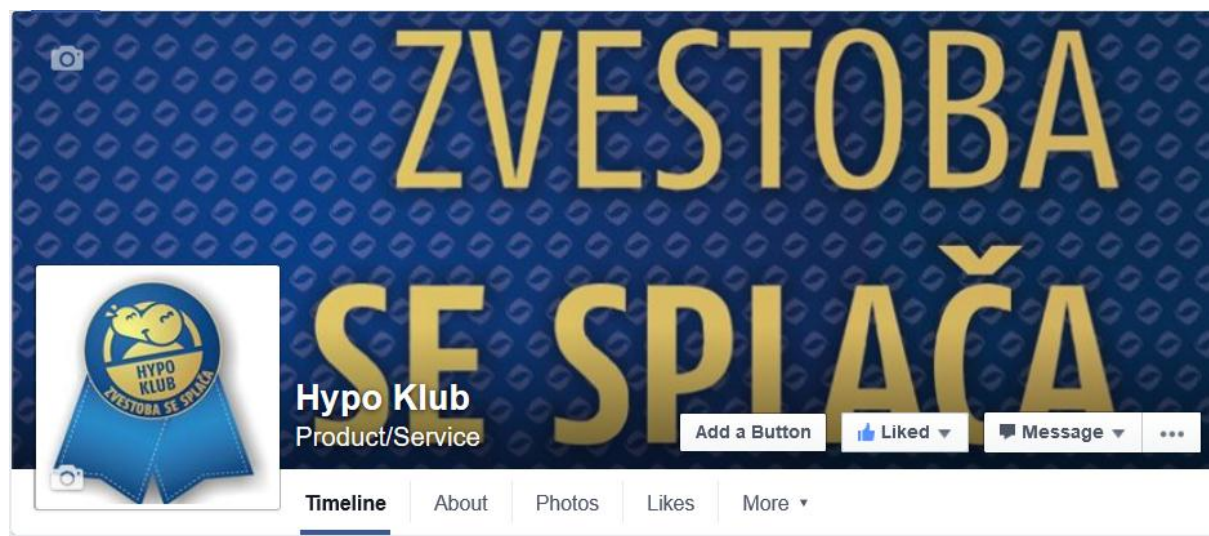 ZVESTOBA
SE SPLAČA
HYPO
KLUB
ZVESTOBA SE SPLAČA
Hypo Klub
Product/Service
Add a Button
Liked
Message
Timeline
About
Photos
Likes
More